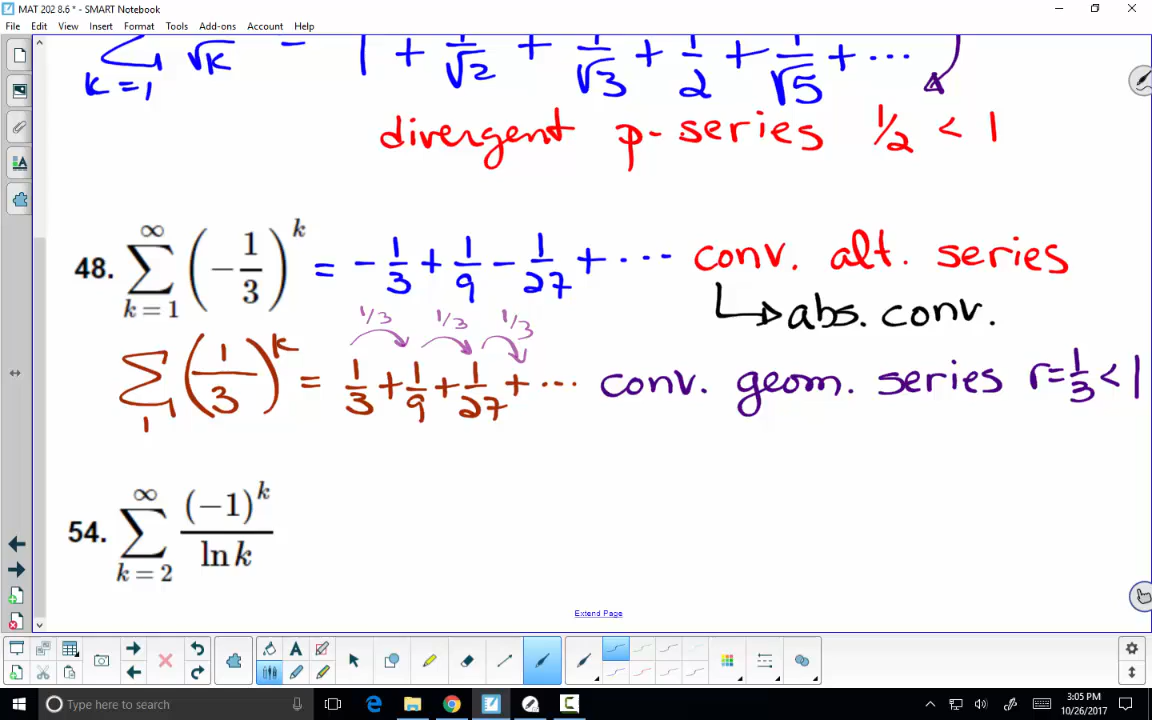 MAT 202 8.6 * - SMART Notebook
File Edit View Insert Format Tools Add-ons Account Help
∑ k=1 1/√k = 1 + 1/√2 + 1/√3 + 1/2 + 1/√5 + ...
divergent p-series 1/2 < 1
48. ∞ ∑ k = 1 (-1/3)^k = -1/3 + 1/9 - 1/27 + ... conv. alt. series
abs. conv.
1/3 1/3 1/3
∑ 1 (1/3)^k = 1/3 + 1/9 + 1/27 + ... conv. geom. series r=1/3 < 1
54. ∞ ∑ k = 2 (-1)^k / ln k
Extend Page
Type here to search
3:05 PM
10/26/2017